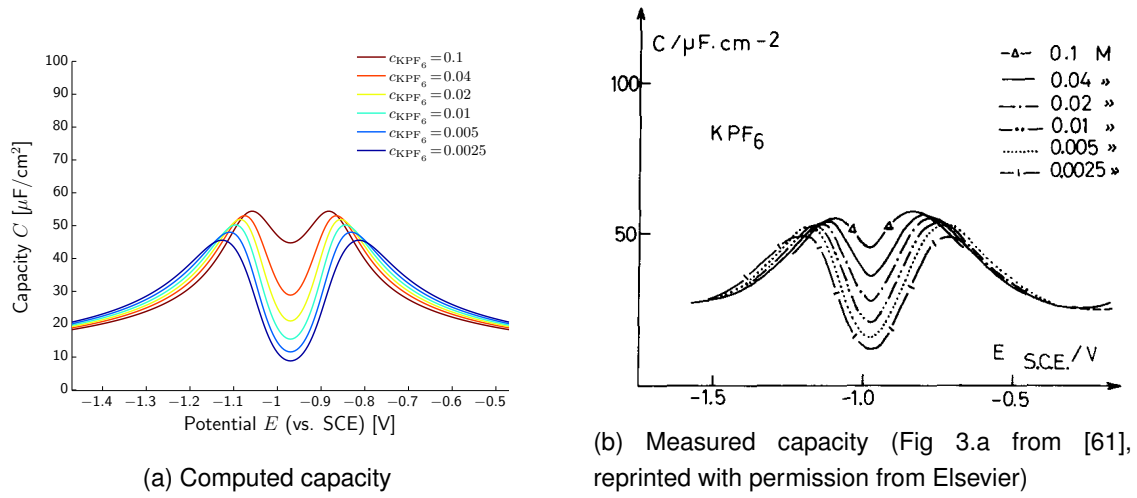 100
90
80
70
60
50
40
30
20
10
0
Capacity C [μF/cm²]
−1.4 −1.3 −1.2 −1.1 −1 −0.9 −0.8 −0.7 −0.6 −0.5
Potential E (vs. SCE) [V]
c_KPF₆=0.1
c_KPF₆=0.04
c_KPF₆=0.02
c_KPF₆=0.01
c_KPF₆=0.005
c_KPF₆=0.0025
(a) Computed capacity
C/μF.cm-2
100
50
KPF₆
0.1 M
0.04 »
0.02 »
0.01 »
0.005 »
0.0025 »
E S.C.E./V
−1.5 −1.0 −0.5
(b) Measured capacity (Fig 3.a from [61],
reprinted with permission from Elsevier)